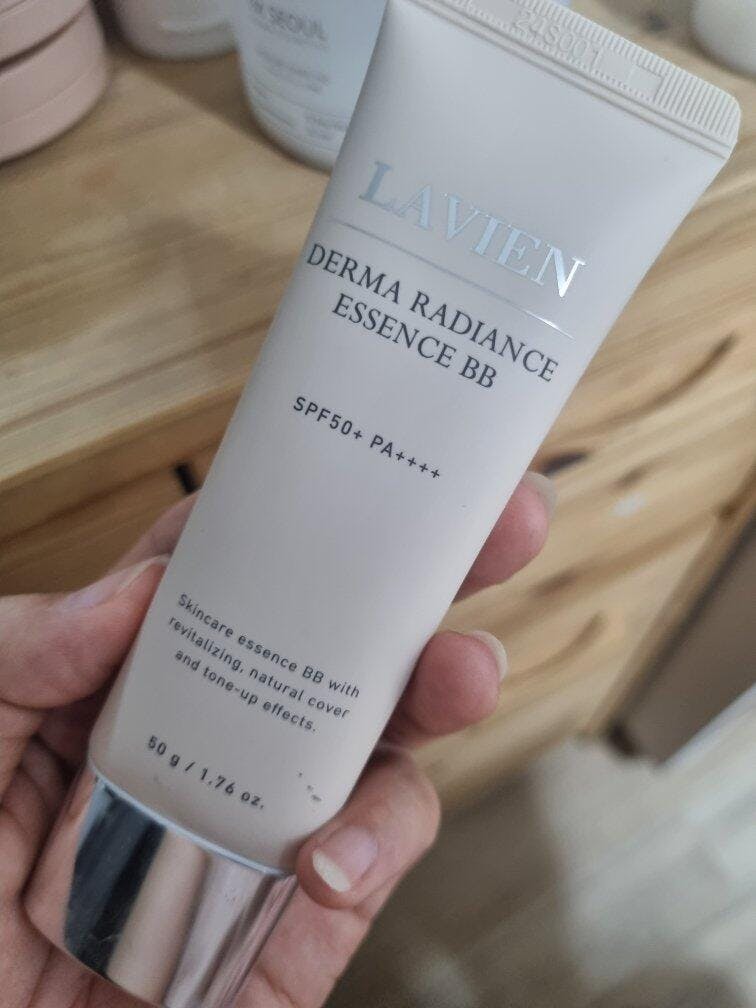 SEOUL
LAVIEN
DERMA RADIANCE
ESSENCE BB
SPF50+ PA++++
Skincare essence BB with
revitalizing, natural cover
and tone-up effects.
50 g / 1.76 oz.